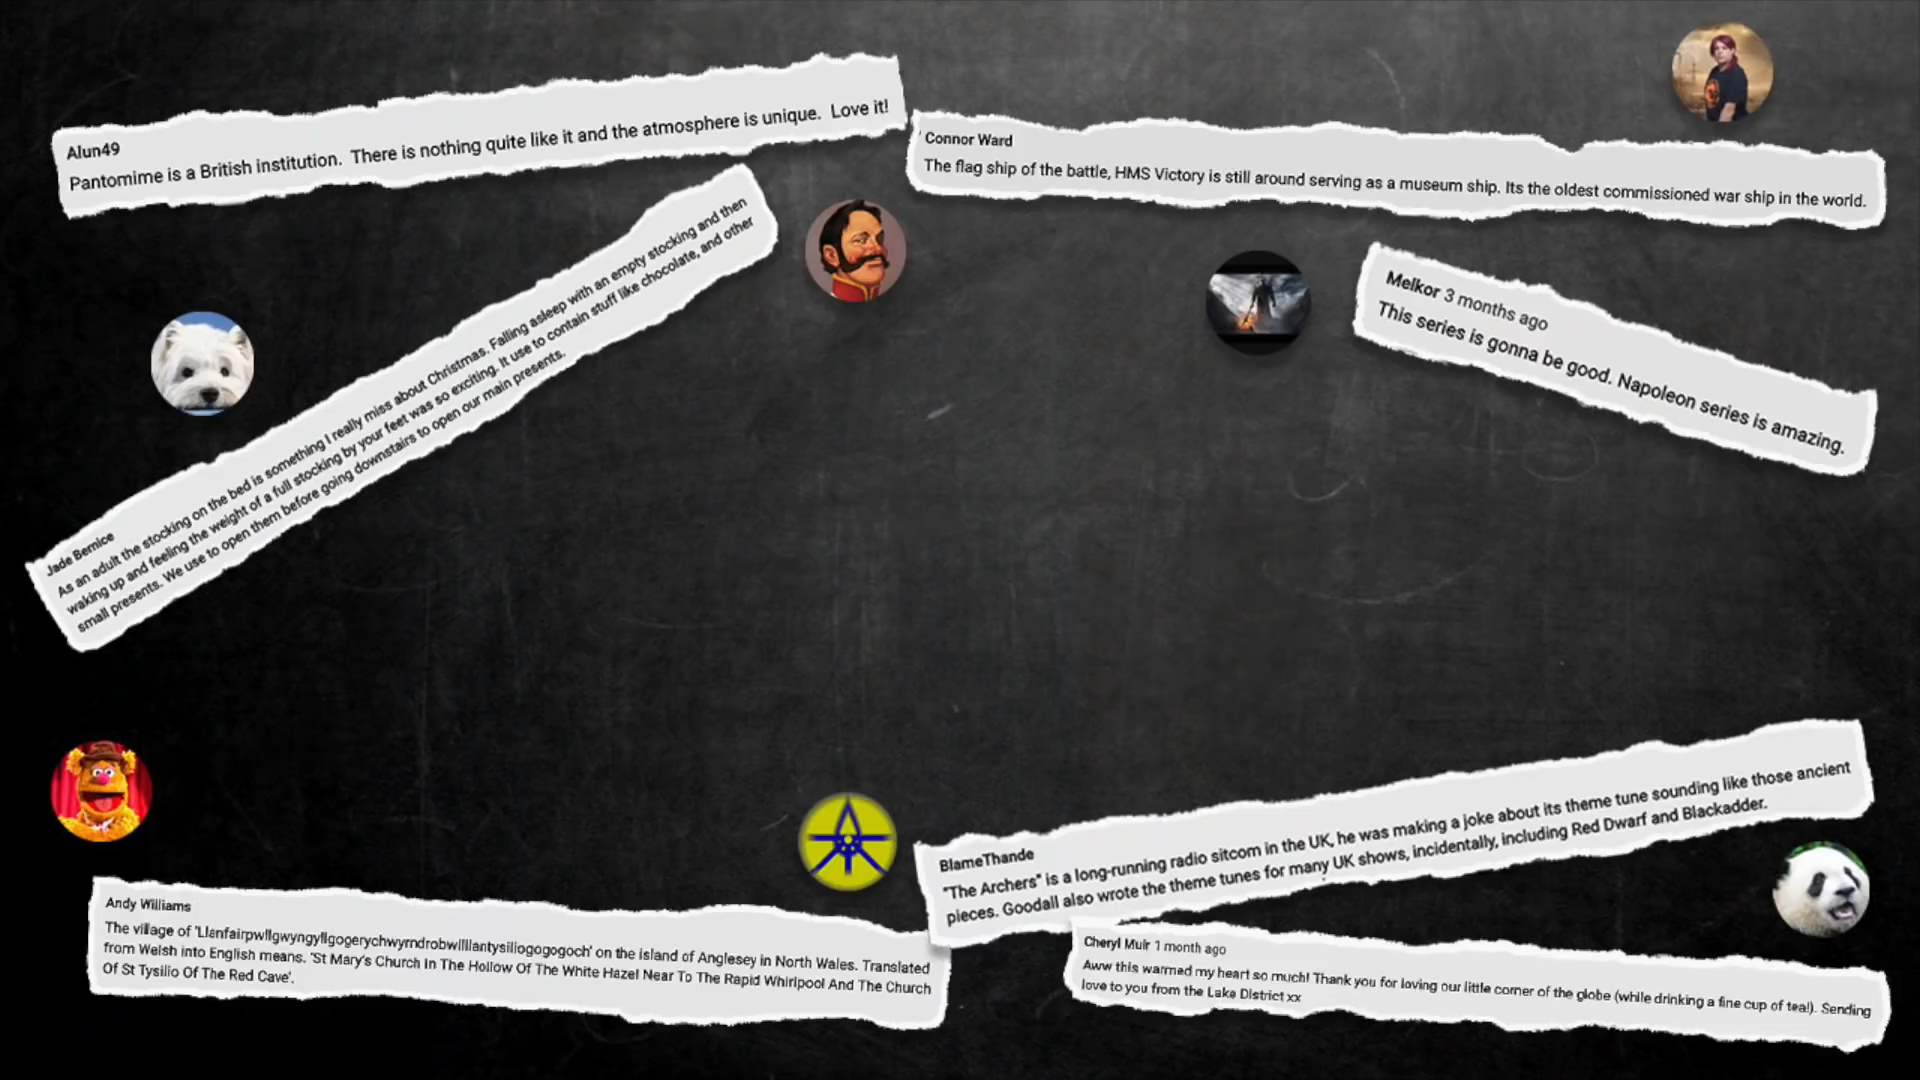 Alun49
Pantomime is a British institution.  There is nothing quite like it and the atmosphere is unique.  Love it!
Connor Ward
The flag ship of the battle, HMS Victory is still around serving as a museum ship. Its the oldest commissioned war ship in the world.
Jade Bernice
As an adult the stocking on the bed is something I really miss about Christmas. Falling asleep with an empty stocking and then
waking up and feeling the weight of a full stocking by your feet was so exciting. It use to contain stuff like chocolate, and other
small presents. We use to open them before going downstairs to open our main presents.
Melkor 3 months ago
This series is gonna be good. Napoleon series is amazing.
BlameThande
"The Archers" is a long-running radio sitcom in the UK, he was making a joke about its theme tune sounding like those ancient
pieces. Goodall also wrote the theme tunes for many UK shows, incidentally, including Red Dwarf and Blackadder.
Andy Williams
The village of 'Llanfairpwllgwyngyllgogerychwyrndrobwllllantysiliogogogoch' on the island of Anglesey in North Wales. Translated
from Welsh into English means. 'St Mary's Church In The Hollow Of The White Hazel Near To The Rapid Whirlpool And The Church
Of St Tysilio Of The Red Cave'.
Cheryl Muir 1 month ago
Aww this warmed my heart so much! Thank you for loving our little corner of the globe (while drinking a fine cup of tea!). Sending
love to you from the Lake District xx